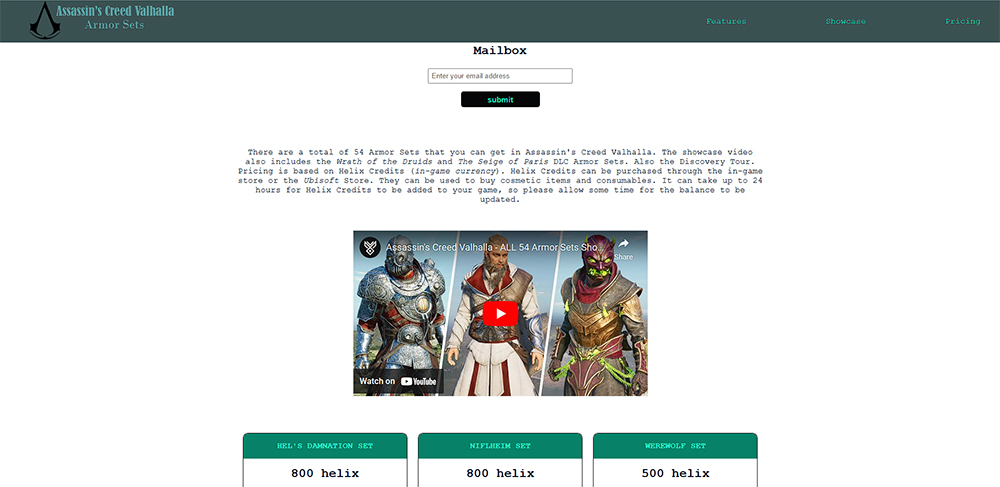 Assassin's Creed Valhalla
Armor Sets
Features
Showcase
Pricing
Mailbox
Enter your email address
submit
There are a total of 54 Armor Sets that you can get in Assassin's Creed Valhalla. The showcase video
also includes the Wrath of the Druids and The Seige of Paris DLC Armor Sets. Also the Discovery Tour.
Pricing is based on Helix Credits (in-game currency). Helix Credits can be purchased through the in-game
store or the Ubisoft Store. They can be used to buy cosmetic items and consumables. It can take up to 24
hours for Helix Credits to be added to your game, so please allow some time for the balance to be
updated.
Assassin's Creed Valhalla - ALL 54 Armor Sets Sho...
Share
Watch on YouTube
HEL'S DAMNATION SET
NIFLHEIM SET
WEREWOLF SET
800 helix
800 helix
500 helix